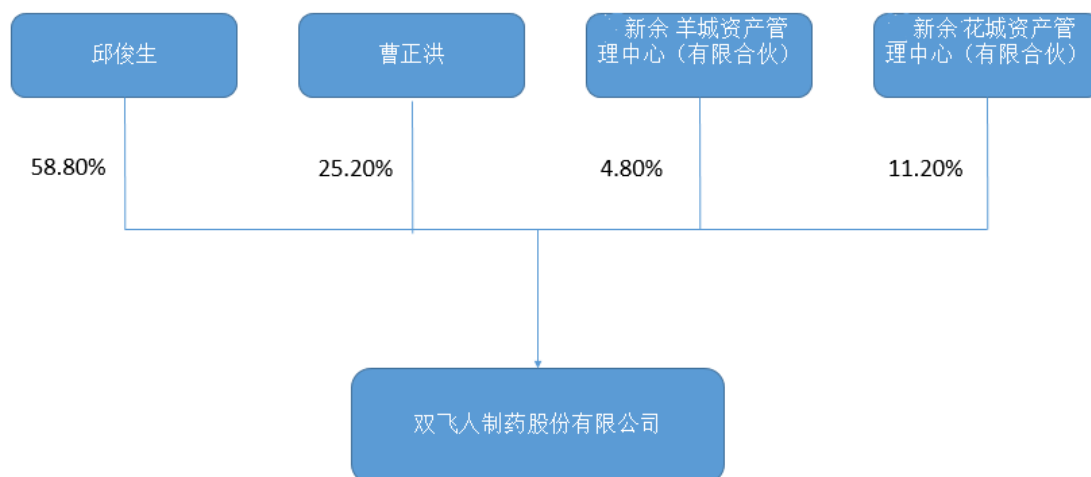 邱俊生
曹正洪
新余 羊城资产管
理中心（有限合伙）
新余 花城资产管
理中心（有限合伙）
58.80%
25.20%
4.80%
11.20%
双飞人制药股份有限公司